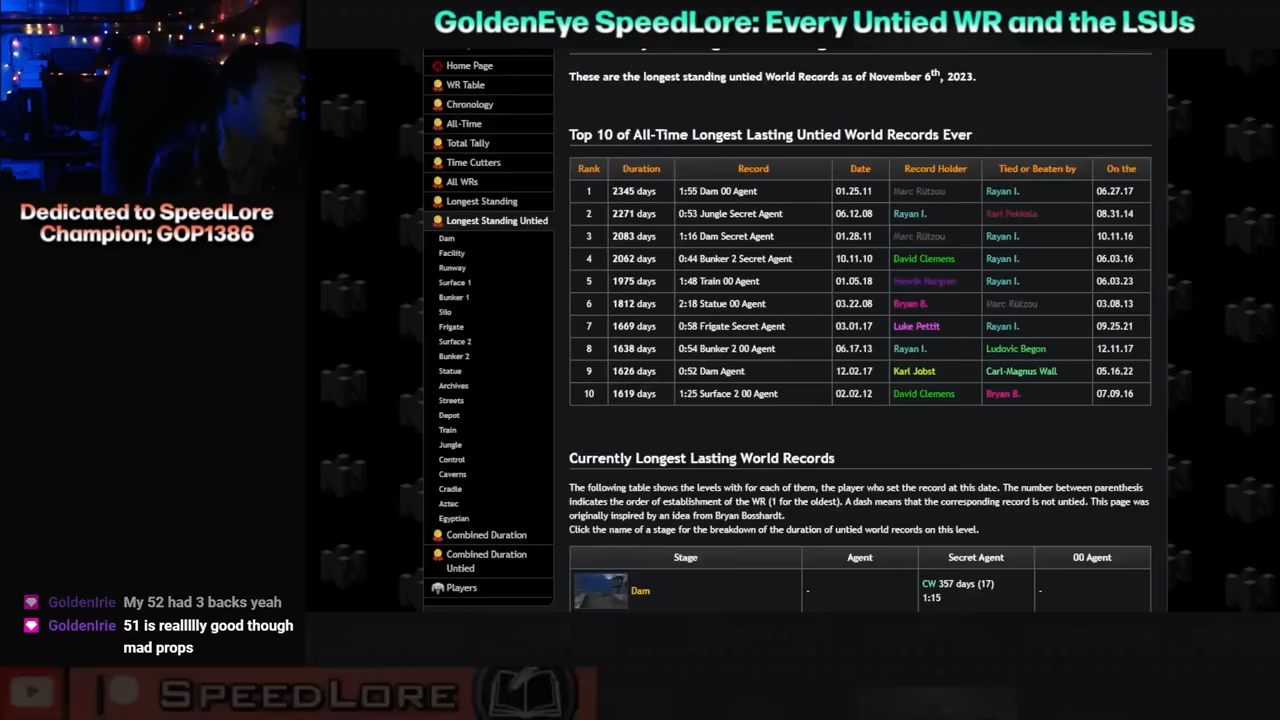 GoldenEye SpeedLore: Every Untied WR and the LSUs
Dedicated to SpeedLore
Champion; GOP1386
GoldenIrie My 52 had 3 backs yeah
GoldenIrie 51 is reallllly good though
mad props
Home Page
WR Table
Chronology
All-Time
Total Tally
Time Cutters
All WRs
Longest Standing
Longest Standing Untied
Dam
Facility
Runway
Surface 1
Bunker 1
Silo
Frigate
Surface 2
Bunker 2
Statue
Archives
Streets
Depot
Train
Jungle
Control
Caverns
Cradle
Aztec
Egyptian
Combined Duration
Combined Duration
Untied
Players
These are the longest standing untied World Records as of November 6th, 2023.
Top 10 of All-Time Longest Lasting Untied World Records Ever
Rank Duration Record Date Record Holder Tied or Beaten by On the
1 2345 days 1:55 Dam 00 Agent 01.25.11 Marc Rützou Rayan I. 06.27.17
2 2271 days 0:53 Jungle Secret Agent 06.12.08 Rayan I. Karl Pekkala 08.31.14
3 2083 days 1:16 Dam Secret Agent 01.28.11 Marc Rützou Rayan I. 10.11.16
4 2062 days 0:44 Bunker 2 Secret Agent 10.11.10 David Clemens Rayan I. 06.03.16
5 1975 days 1:48 Train 00 Agent 01.05.18 Henrik Norgren Rayan I. 06.03.23
6 1812 days 2:18 Statue 00 Agent 03.22.08 Bryan B. Marc Rützou 03.08.13
7 1669 days 0:58 Frigate Secret Agent 03.01.17 Luke Pettit Rayan I. 09.25.21
8 1638 days 0:54 Bunker 2 00 Agent 06.17.13 Rayan I. Ludovic Begon 12.11.17
9 1626 days 0:52 Dam Agent 12.02.17 Karl Jobst Carl-Magnus Wall 05.16.22
10 1619 days 1:25 Surface 2 00 Agent 02.02.12 David Clemens Bryan B. 07.09.16
Currently Longest Lasting World Records
The following table shows the levels with for each of them, the player who set the record at this date. The number between parenthesis
indicates the order of establishment of the WR (1 for the oldest). A dash means that the corresponding record is not untied. This page was
originally inspired by an idea from Bryan Bosshardt.
Click the name of a stage for the breakdown of the duration of untied world records on this level.
Stage Agent Secret Agent 00 Agent
Dam - CW 357 days (17) -
1:15
SPEEDLORE